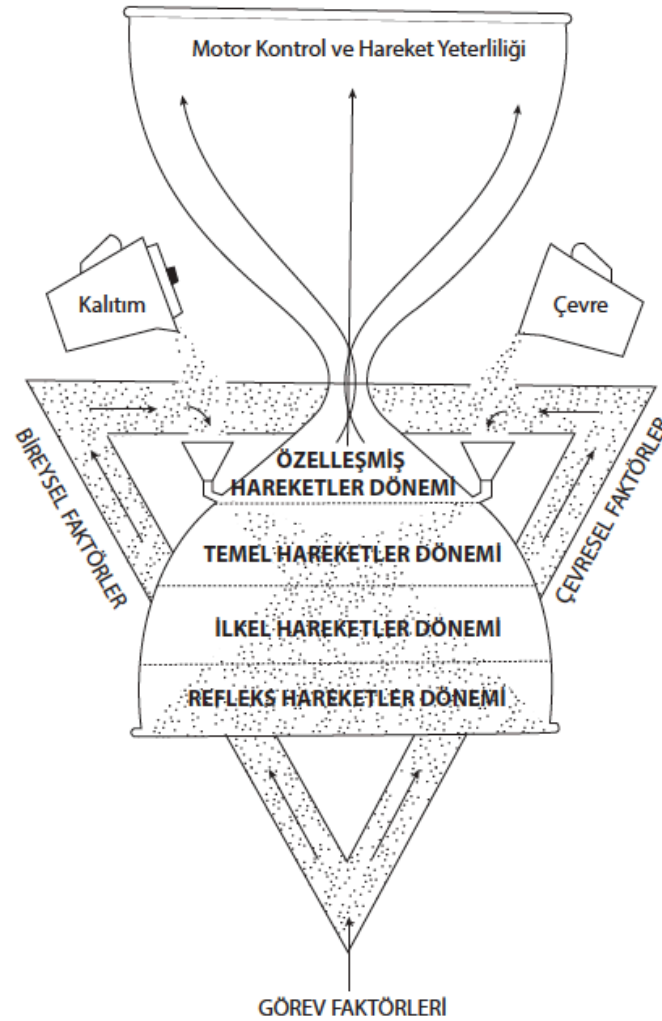 Motor Kontrol ve Hareket Yeterliliği
Kalıtım
Çevre
BİREYSEL FAKTÖRLER
ÇEVRESEL FAKTÖRLER
ÖZELLEŞMİŞ
HAREKETLER DÖNEMİ
TEMEL HAREKETLER DÖNEMİ
İLKEL HAREKETLER DÖNEMİ
REFLEKS HAREKETLER DÖNEMİ
GÖREV FAKTÖRLERİ